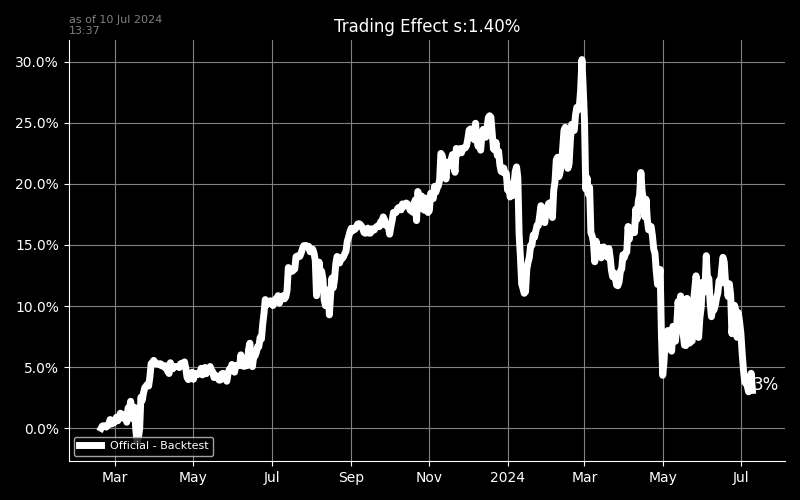 as of 10 Jul 2024
13:37
Trading Effect s:1.40%
30.0%
25.0%
20.0%
15.0%
10.0%
5.0%
0.0%
3%
Official - Backtest
Mar
May
Jul
Sep
Nov
2024
Mar
May
Jul